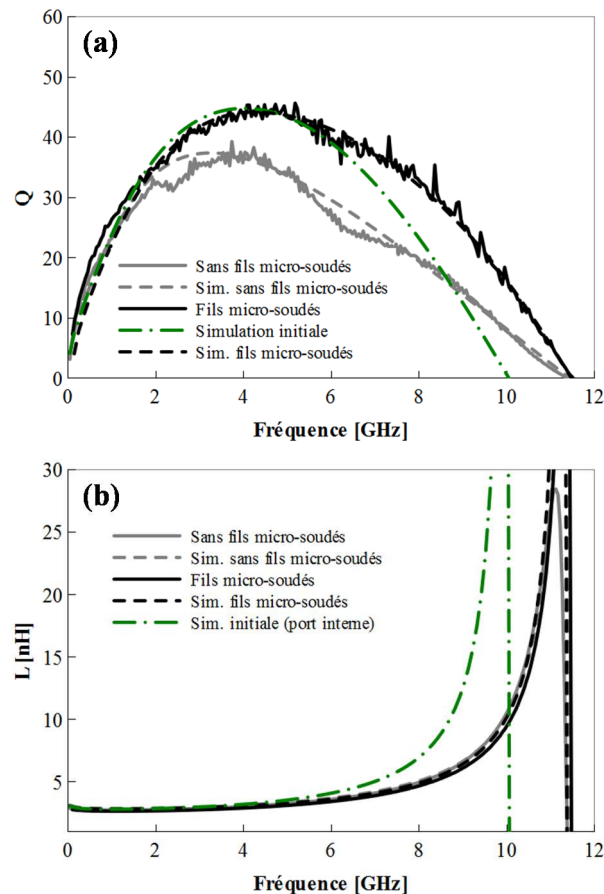 (a)
60
50
40
30
20
10
0
Q
Sans fils micro-soudés
Sim. sans fils micro-soudés
Fils micro-soudés
Simulation initiale
Sim. fils micro-soudés
0 2 4 6 8 10 12
Fréquence [GHz]
(b)
30
25
20
15
10
5
L [nH]
Sans fils micro-soudés
Sim. sans fils micro-soudés
Fils micro-soudés
Sim. fils micro-soudés
Sim. initiale (port interne)
0 2 4 6 8 10 12
Fréquence [GHz]